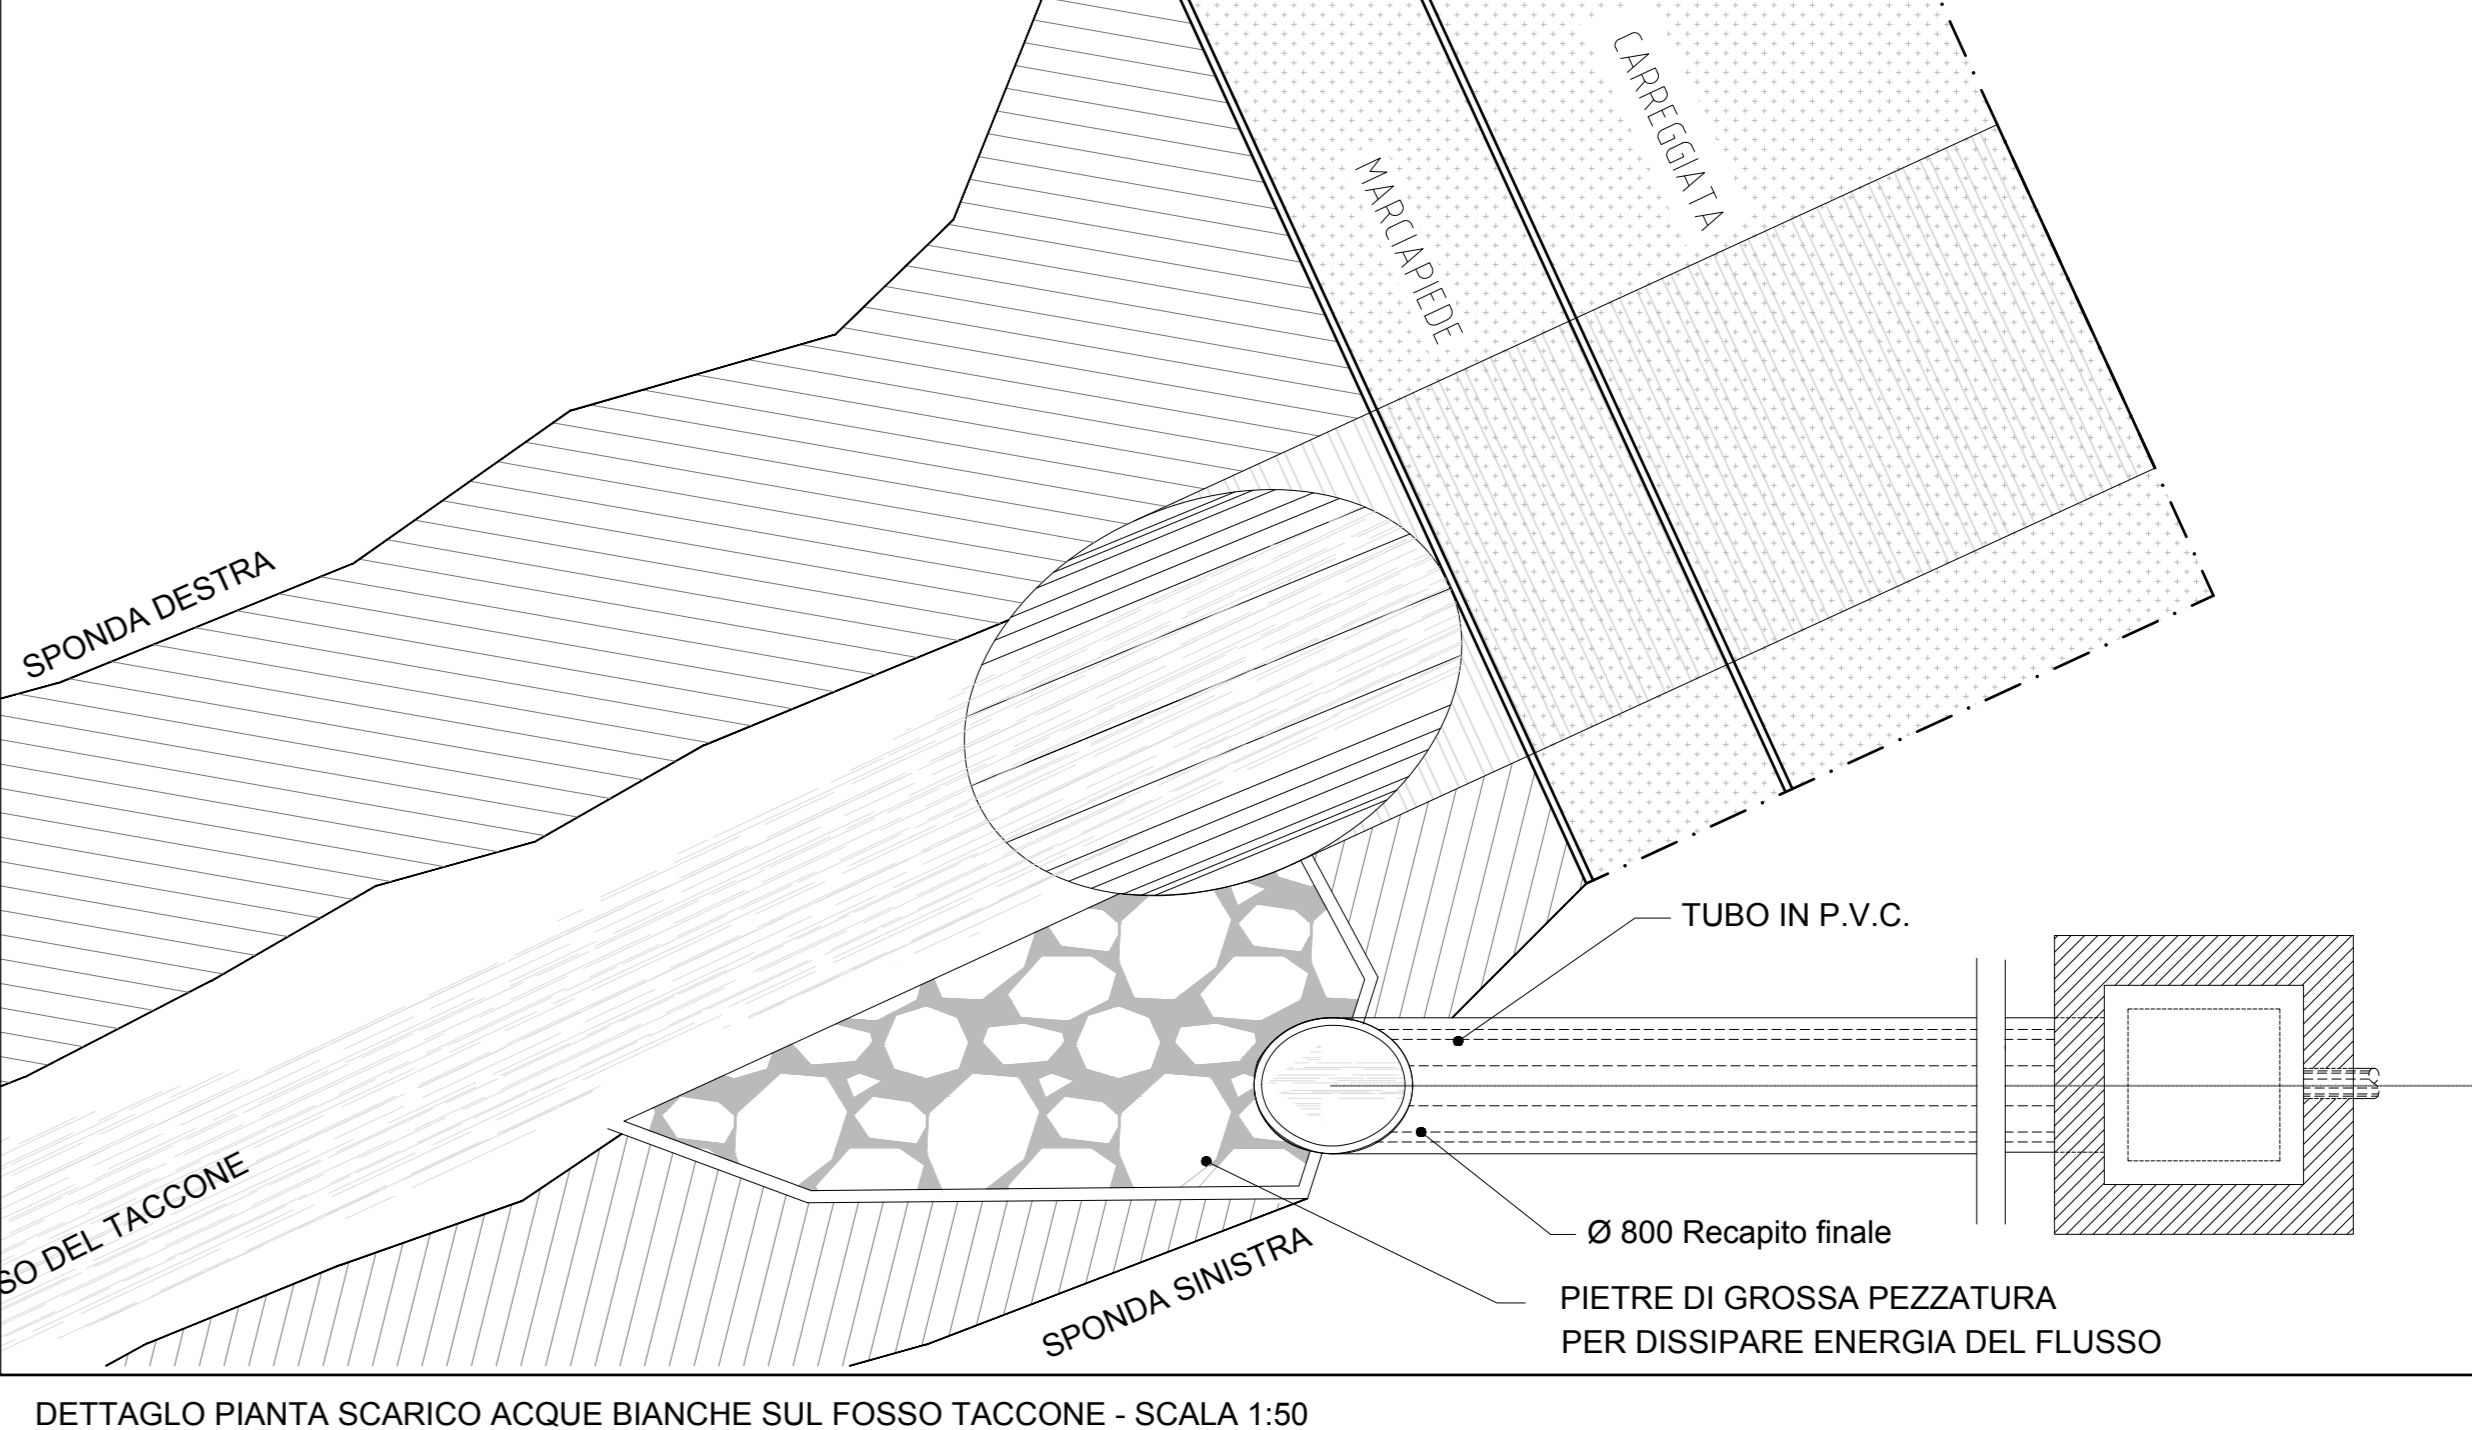 CARREGGIATA
MARCIAPIEDE
SPONDA DESTRA
TUBO IN P.V.C.
SO DEL TACCONE
Ø 800 Recapito finale
SPONDA SINISTRA
PIETRE DI GROSSA PEZZATURA
PER DISSIPARE ENERGIA DEL FLUSSO
DETTAGLO PIANTA SCARICO ACQUE BIANCHE SUL FOSSO TACCONE - SCALA 1:50